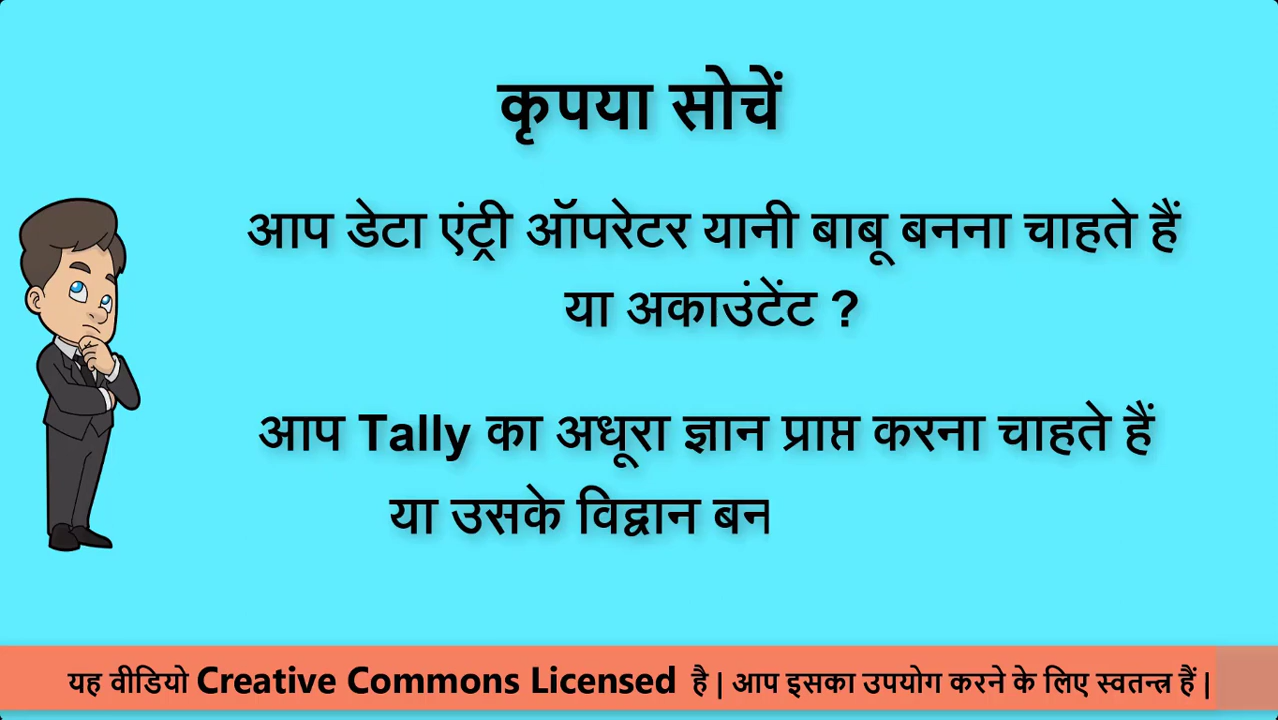 कृपया सोचें
आप डेटा एंट्री ऑपरेटर यानी बाबू बनना चाहते हैं
या अकाउंटेंट ?
आप Tally का अधूरा ज्ञान प्राप्त करना चाहते हैं
या उसके विद्वान बन
यह वीडियो Creative Commons Licensed है | आप इसका उपयोग करने के लिए स्वतन्त्र हैं |